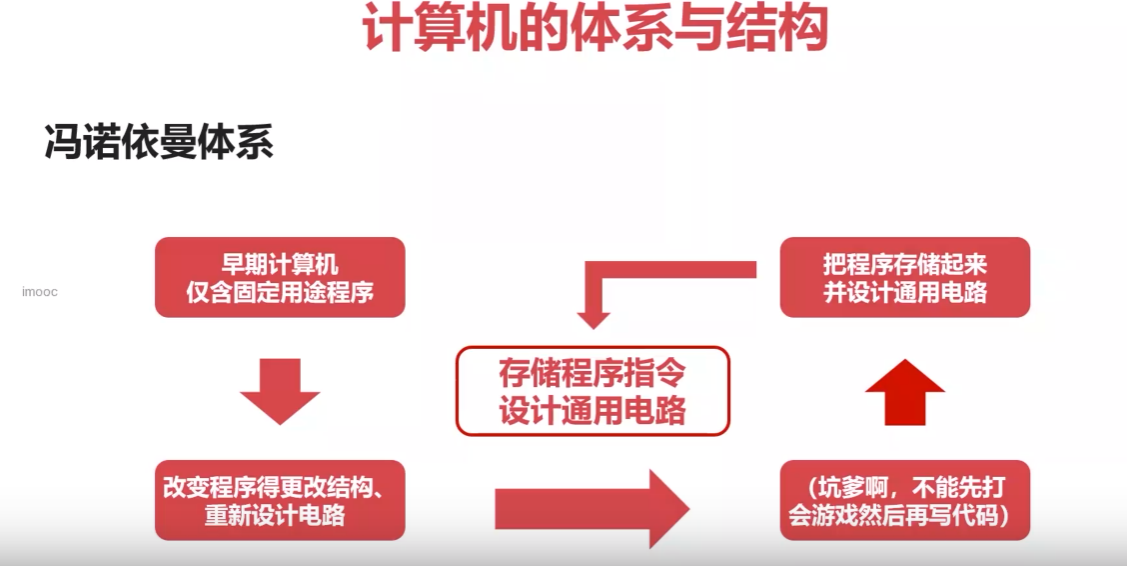 计算机的体系与结构
冯诺依曼体系
早期计算机
仅含固定用途程序
把程序存储起来
并设计通用电路
imooc
存储程序指令
设计通用电路
改变程序得更改结构、
重新设计电路
（坑爹啊，不能先打
会游戏然后再写代码）